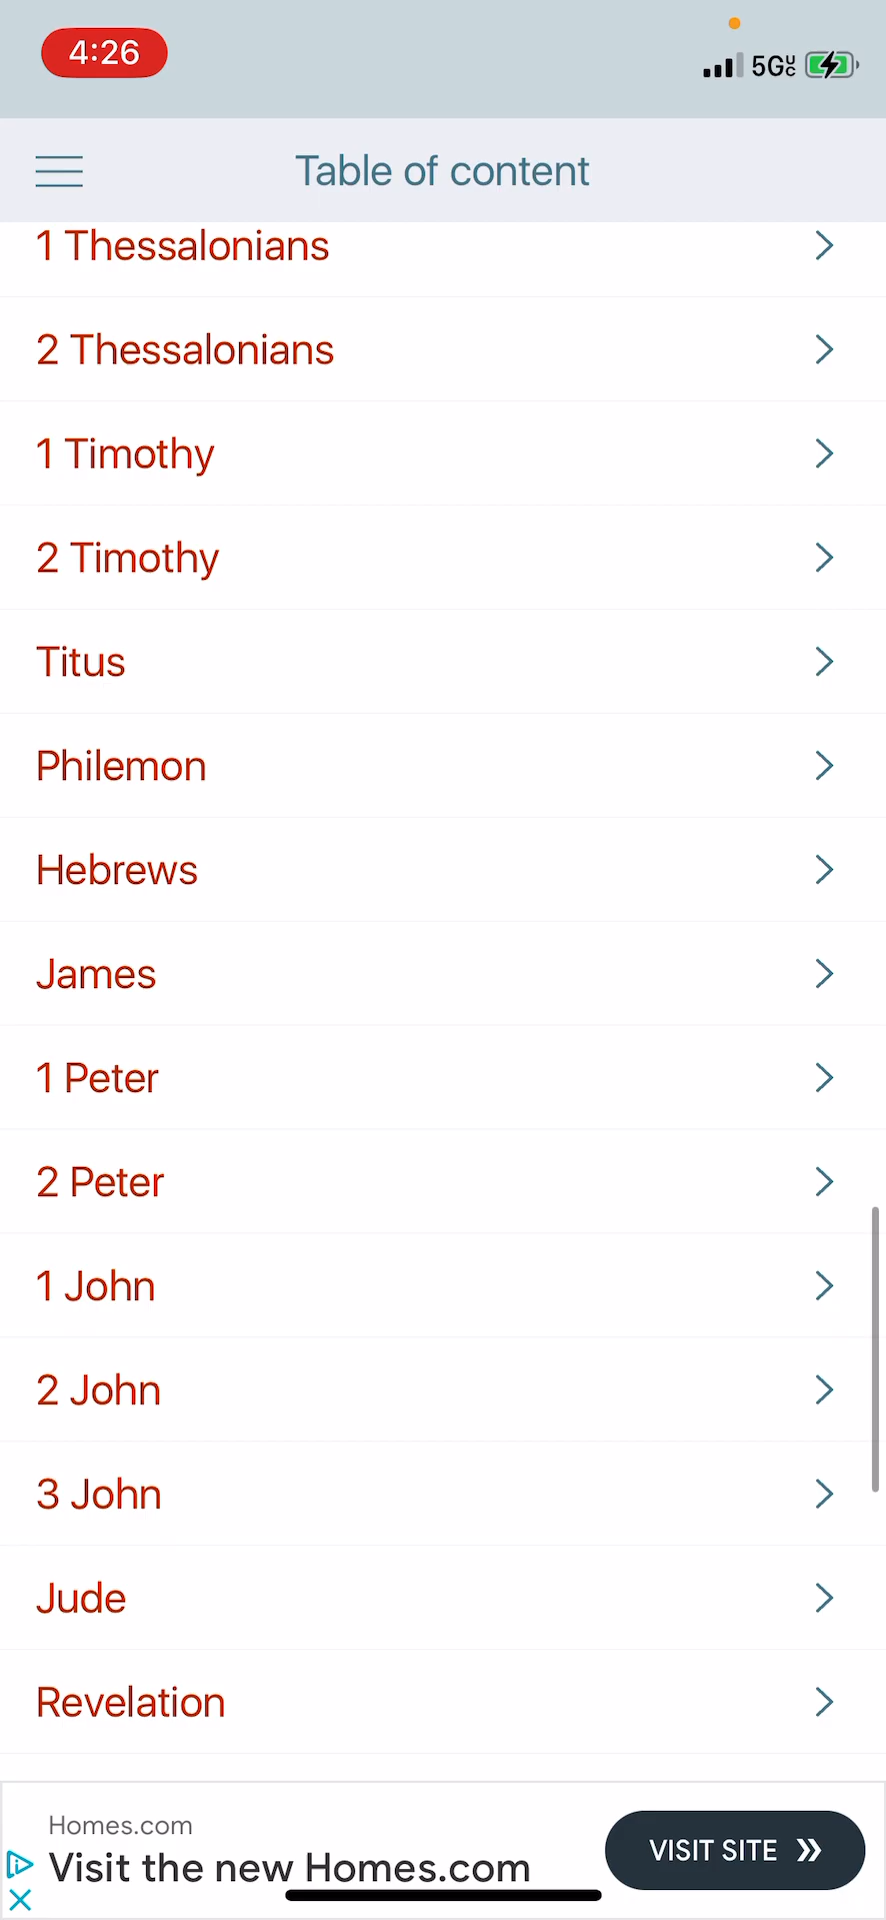 4:26
5G UC
Table of content
1 Thessalonians
2 Thessalonians
1 Timothy
2 Timothy
Titus
Philemon
Hebrews
James
1 Peter
2 Peter
1 John
2 John
3 John
Jude
Revelation
Homes.com
Visit the new Homes.com
VISIT SITE